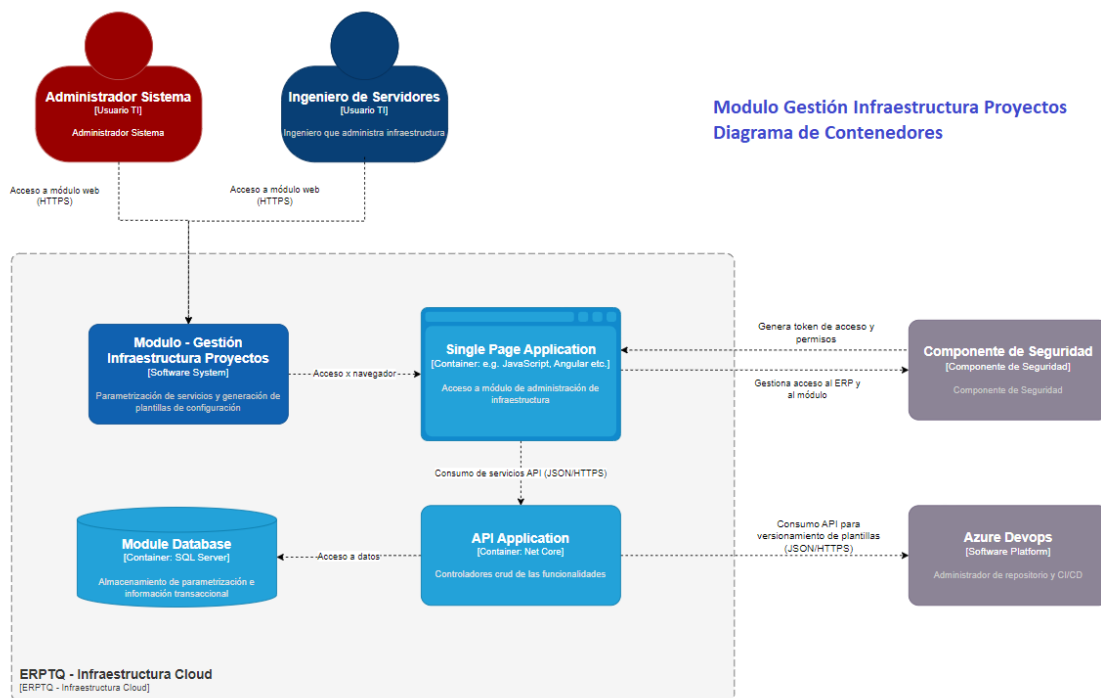 Administrador Sistema
[Usuario TI]
Administrador Sistema
Ingeniero de Servidores
[Usuario TI]
Ingeniero que administra infraestructura
Modulo Gestión Infraestructura Proyectos
Diagrama de Contenedores
Acceso a módulo web
(HTTPS)
Acceso a módulo web
(HTTPS)
Modulo - Gestión
Infraestructura Proyectos
[Software System]
Parametrización de servicios y generación de
plantillas de configuración
Acceso x navegador
Single Page Application
[Container: e.g. JavaScript, Angular etc.]
Acceso a módulo de administración de
infraestructura
Genera token de acceso y
permisos
Gestiona acceso al ERP y
al módulo
Componente de Seguridad
[Componente de Seguridad]
Componente de Seguridad
Consumo de servicios API (JSON/HTTPS)
Module Database
[Container: SQL Server]
Almacenamiento de parametrización e
información transaccional
Acceso a datos
API Application
[Container: Net Core]
Controladores crud de las funcionalidades
Consumo API para
versionamiento de plantillas
(JSON/HTTPS)
Azure Devops
[Software Platform]
Administrador de repositorio y CI/CD
ERPTQ - Infraestructura Cloud
[ERPTQ - Infraestructura Cloud]